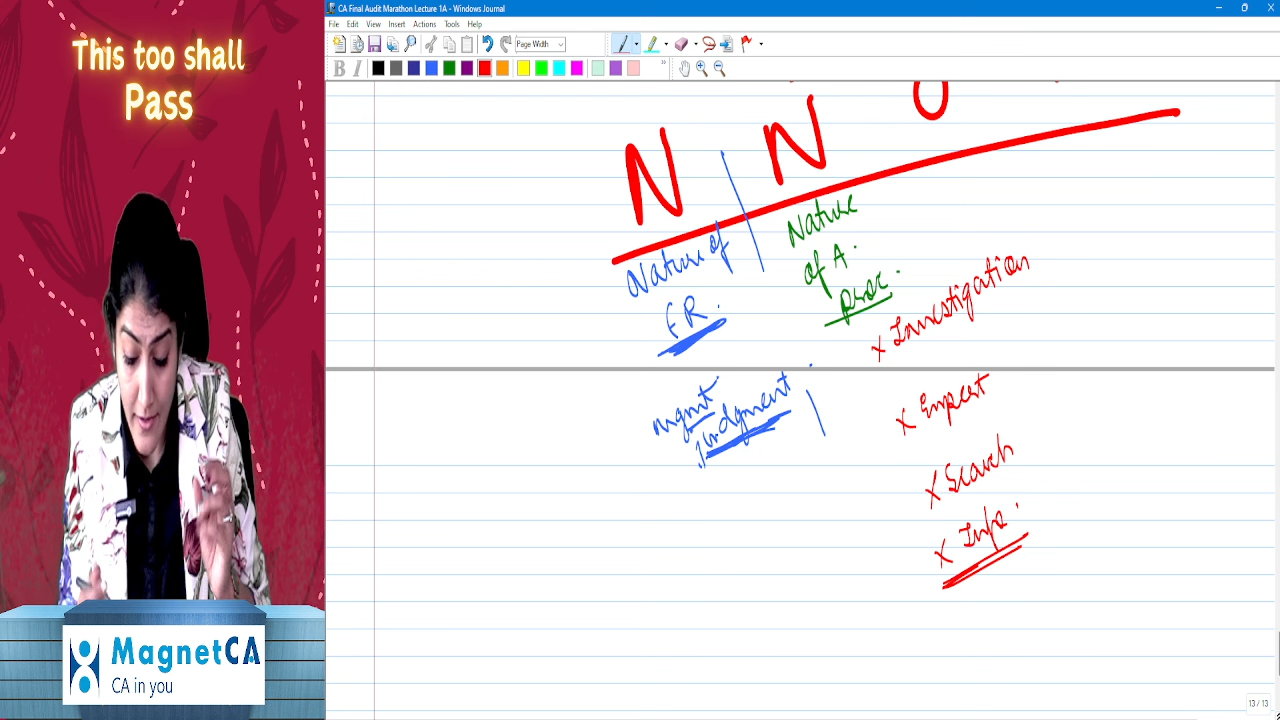 This too shall
Pass
CA Final Audit Marathon Lecture 1A - Windows Journal
File Edit View Insert Actions Tools Help
Page Width
B I
N N O
Nature of
FR.
Nature
of A.
proc.
x Investigation
mgmt
judgment
x Expert
x Search
x Info.
MagnetCA
CA in you
13 / 13